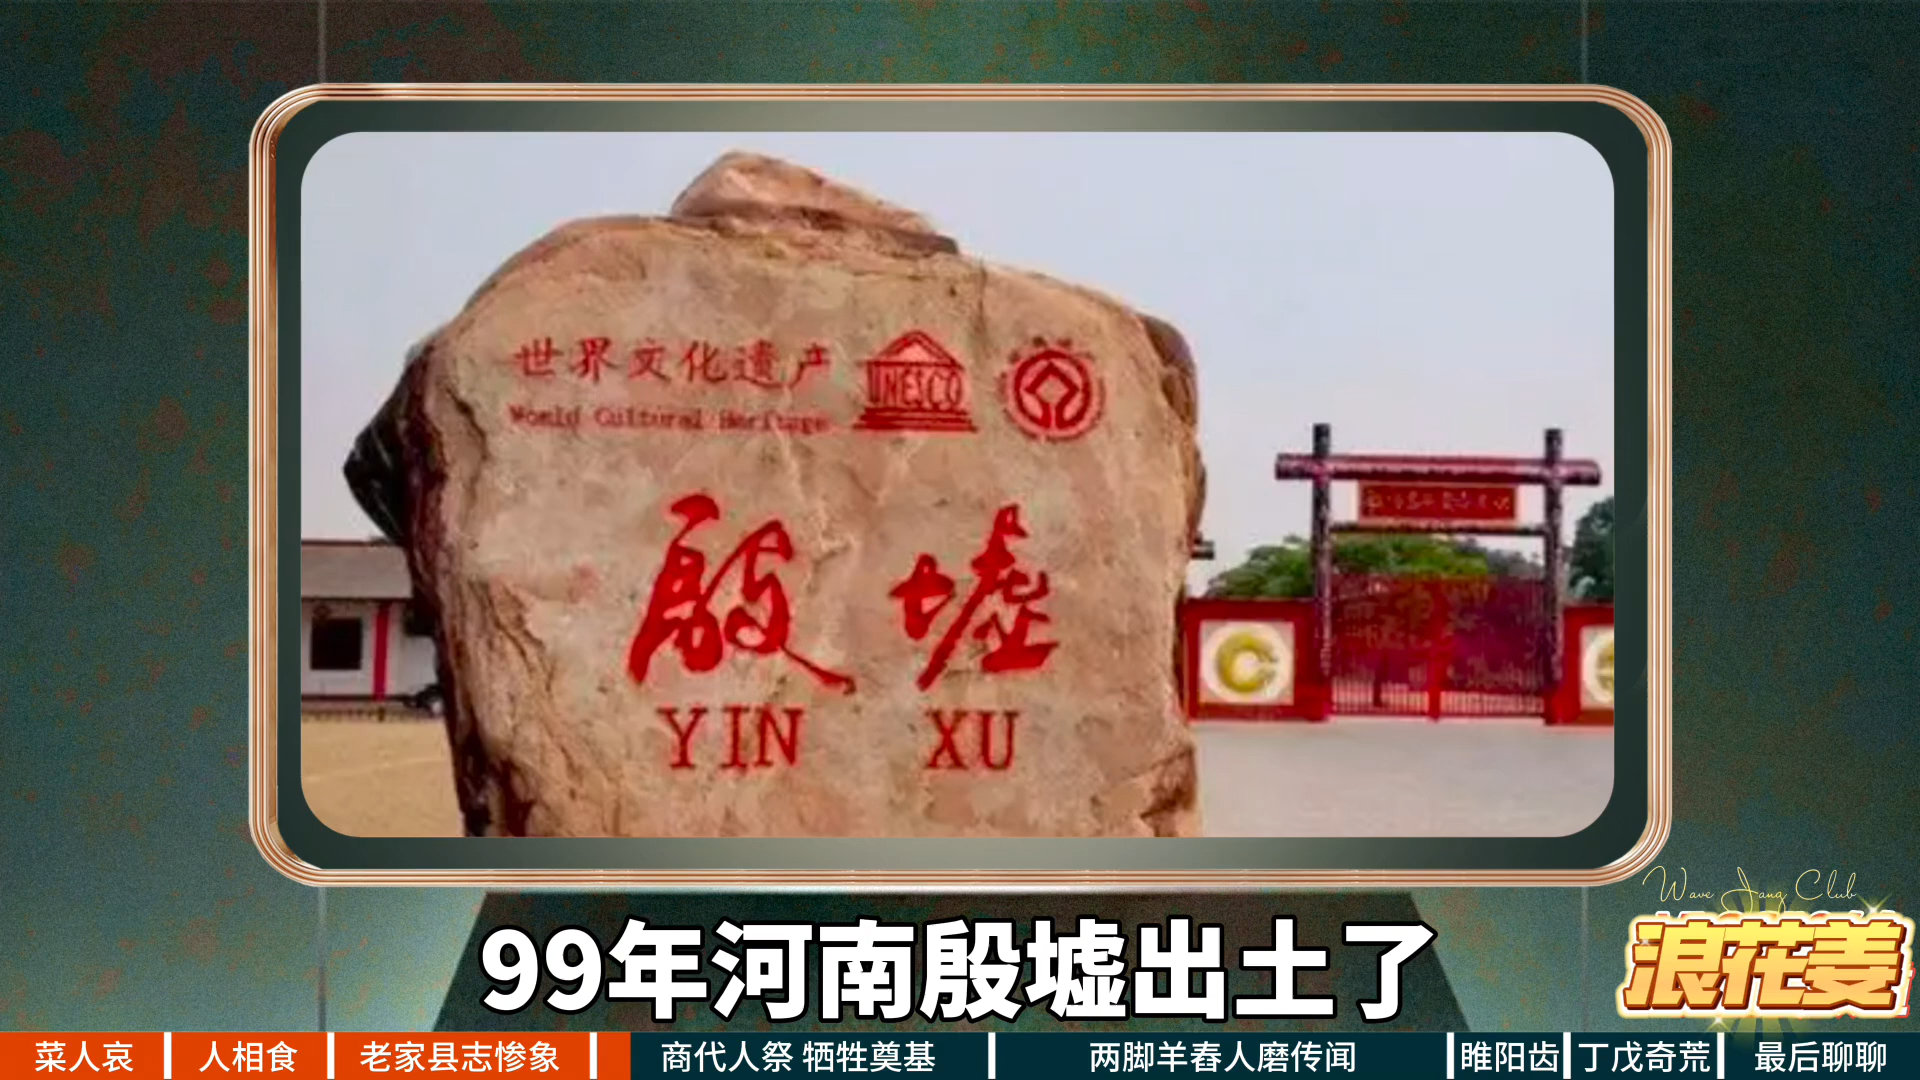 世界文化遗产
World Cultural Heritage
UNESCO
殷墟
YIN XU
Wave Jang Club
浪花姜
99年河南殷墟出土了
菜人哀 人相食 老家县志惨象 商代人祭 牺牲奠基 两脚羊舂人磨传闻 睢阳齿 丁戊奇荒 最后聊聊